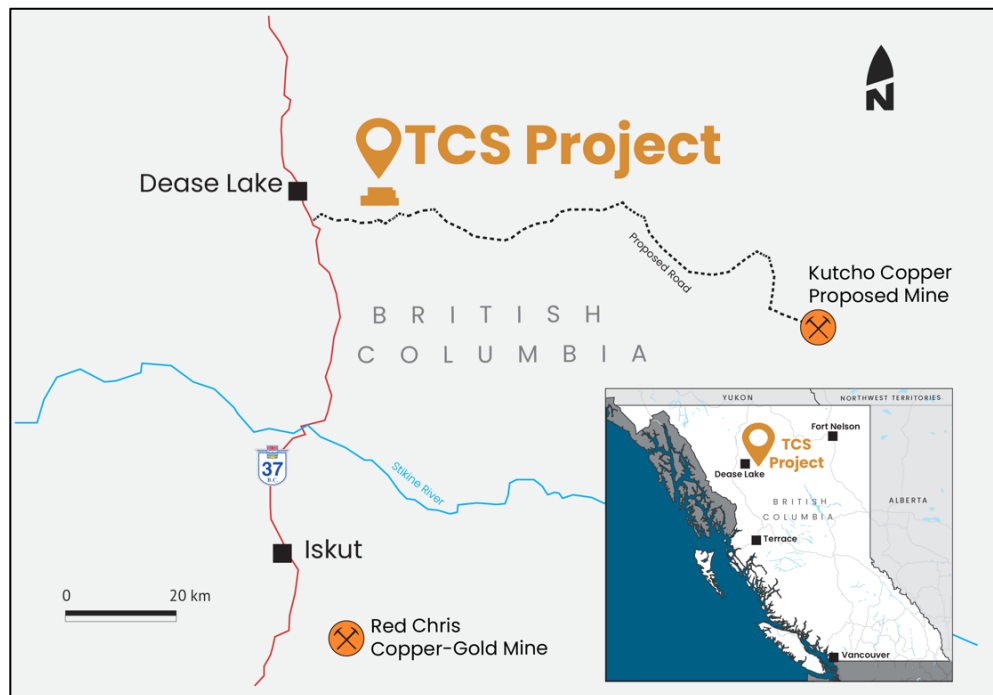 N
TCS Project
Dease Lake
Proposed Road
Kutcho Copper
Proposed Mine
BRITISH
COLUMBIA
37
B.C.
Stikine River
Iskut
0 20 km
Red Chris
Copper-Gold Mine
YUKON
NORTHWEST TERRITORIES
Fort Nelson
TCS
Project
Dease Lake
BRITISH
COLUMBIA
ALBERTA
Terrace
Vancouver